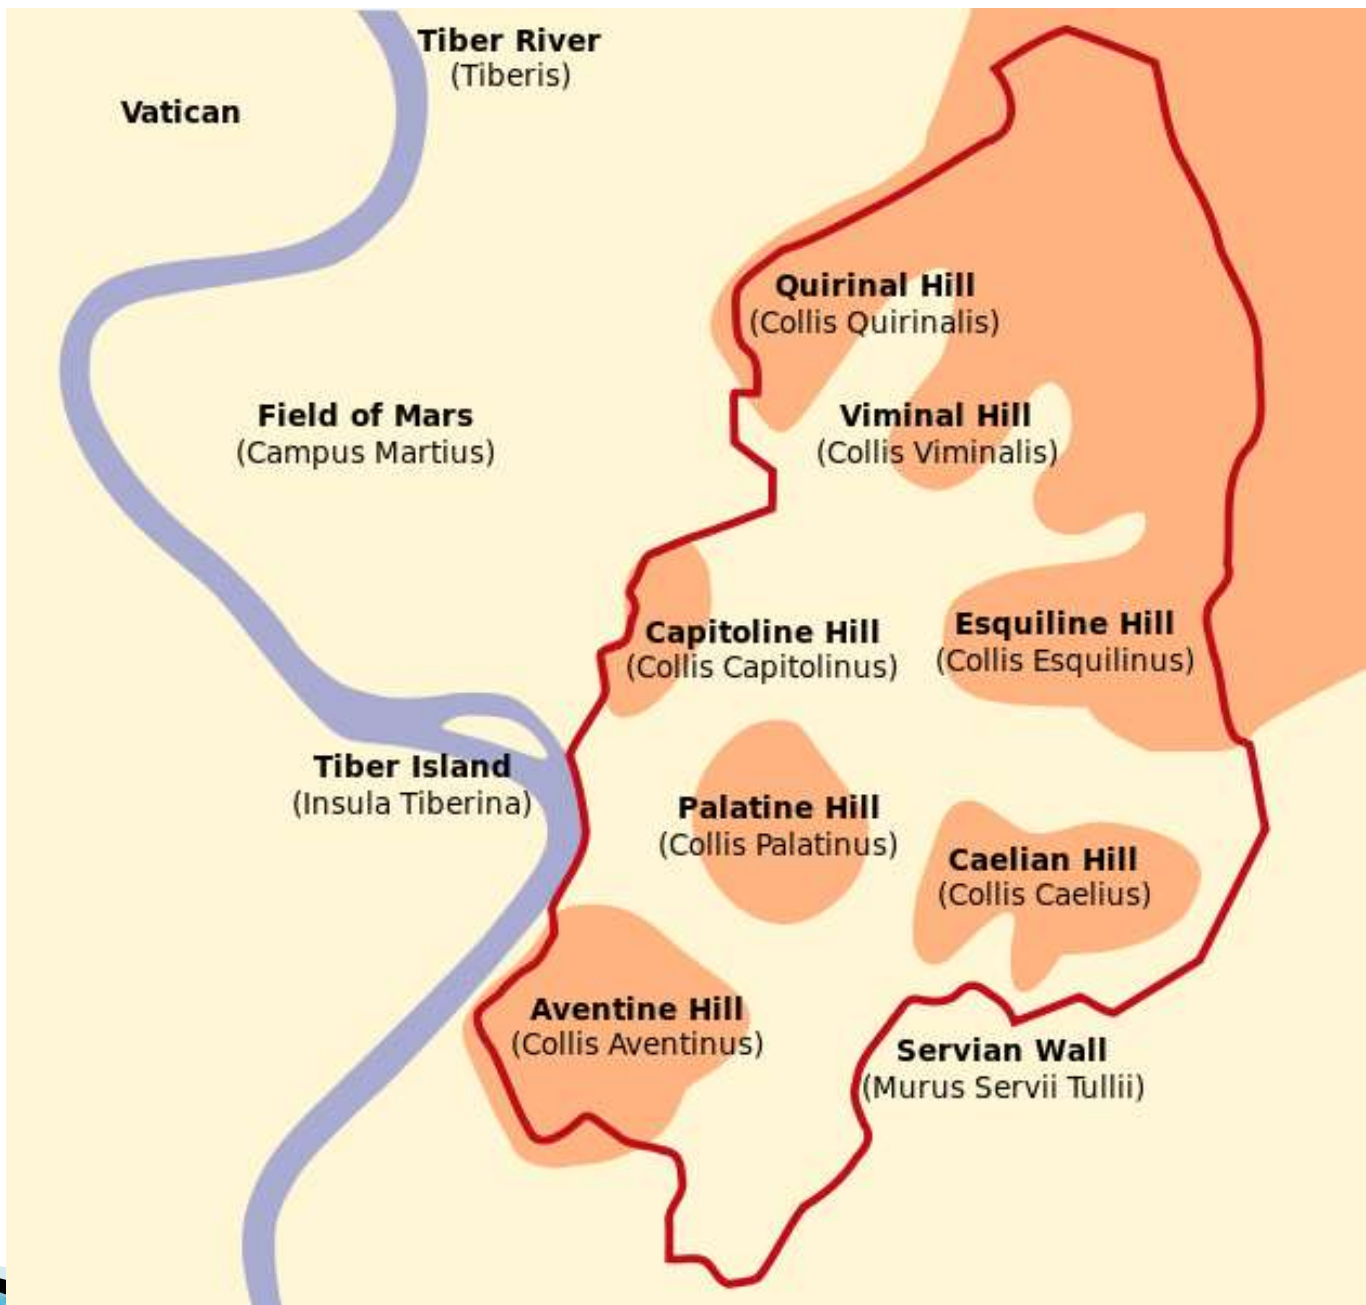 Tiber River
(Tiberis)
Vatican
Quirinal Hill
(Collis Quirinalis)
Field of Mars
(Campus Martius)
Viminal Hill
(Collis Viminalis)
Capitoline Hill
(Collis Capitolinus)
Esquiline Hill
(Collis Esquilinus)
Tiber Island
(Insula Tiberina)
Palatine Hill
(Collis Palatinus)
Caelian Hill
(Collis Caelius)
Aventine Hill
(Collis Aventinus)
Servian Wall
(Murus Servii Tullii)